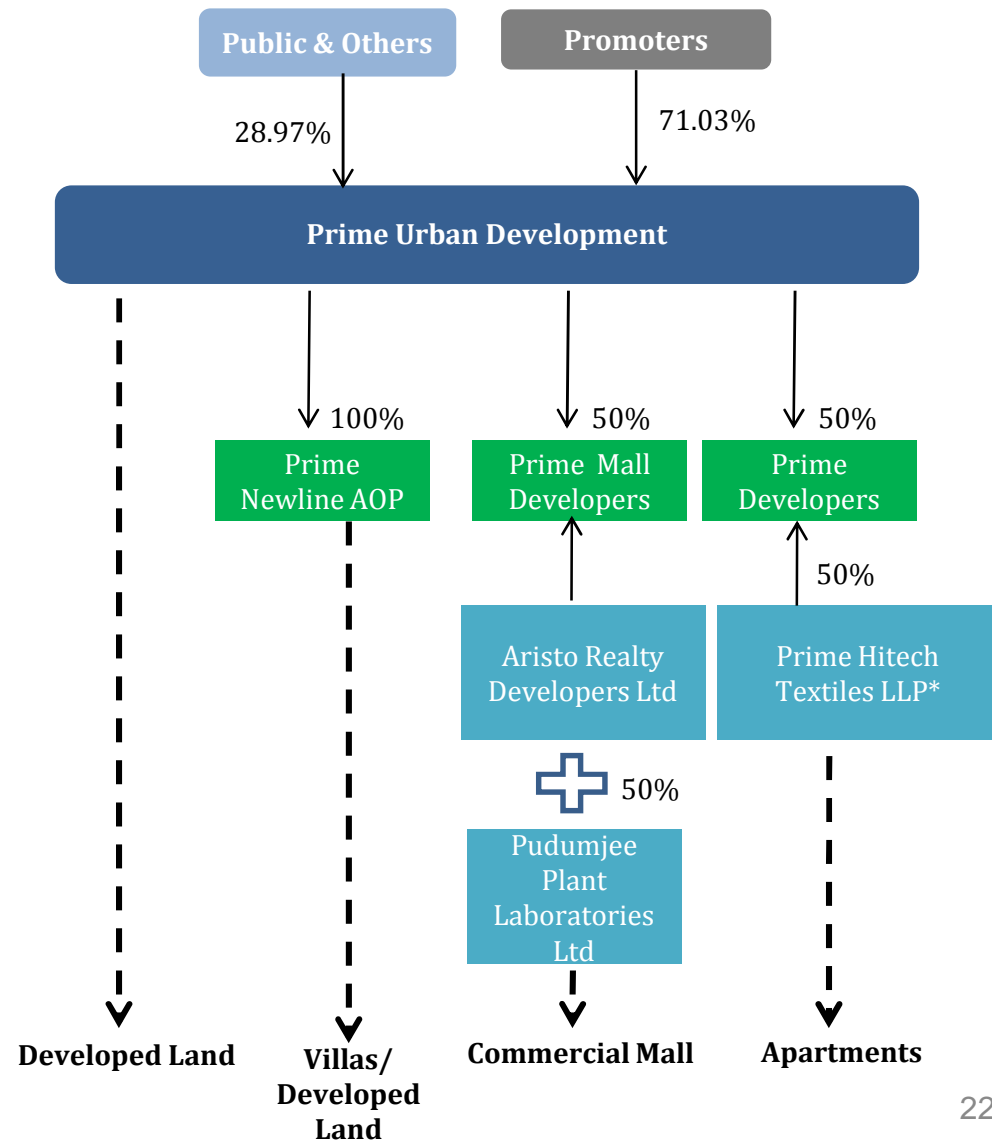 Public & Others
Promoters
28.97%
71.03%
Prime Urban Development
100%
50%
50%
Prime
Newline AOP
Prime Mall
Developers
Prime
Developers
50%
Aristo Realty
Developers Ltd
Prime Hitech
Textiles LLP*
50%
Pudumjee
Plant
Laboratories
Ltd
Developed Land
Villas/
Developed
Land
Commercial Mall
Apartments
22